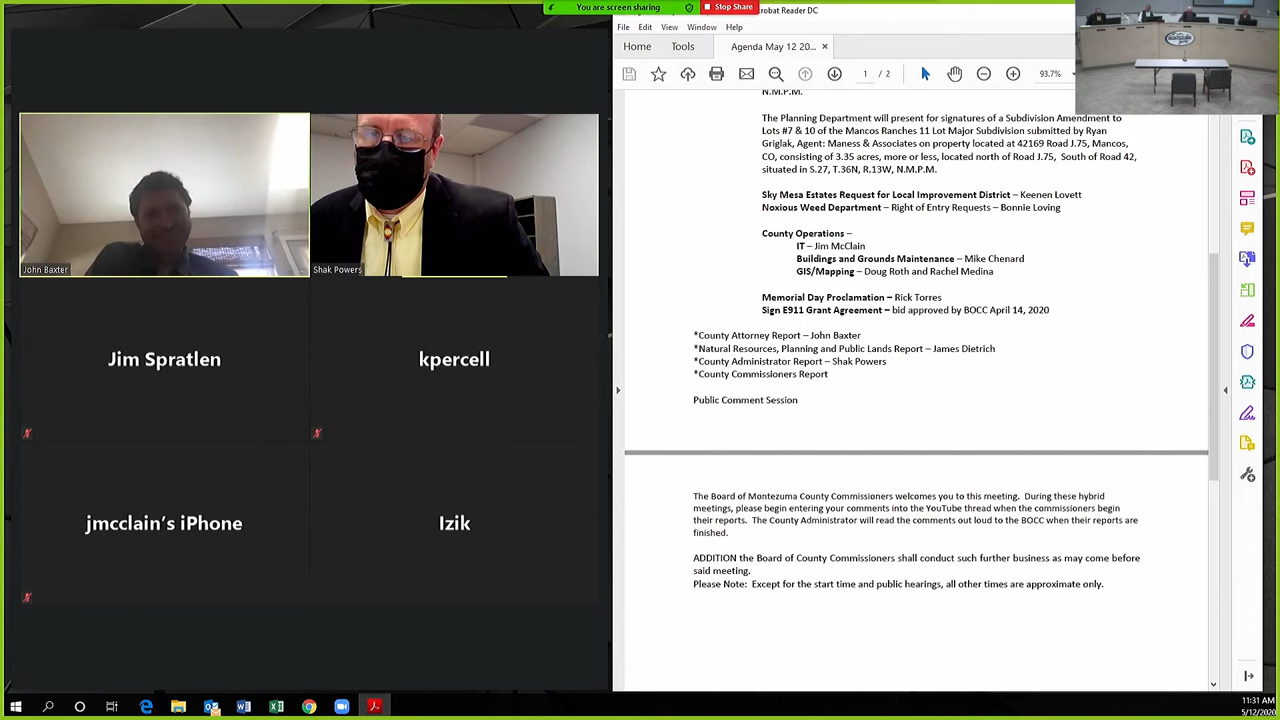 You are screen sharing
Stop Share
robat Reader DC
File Edit View Window Help
Home Tools Agenda May 12 20... ×
1 / 2 93.7%
MONTEZUMA
N.M.P.M.
The Planning Department will present for signatures of a Subdivision Amendment to
Lots #7 & 10 of the Mancos Ranches 11 Lot Major Subdivision submitted by Ryan
Griglak, Agent: Maness & Associates on property located at 42169 Road J.75, Mancos,
CO, consisting of 3.35 acres, more or less, located north of Road J.75, South of Road 42,
situated in S.27, T.36N, R.13W, N.M.P.M.
Sky Mesa Estates Request for Local Improvement District – Keenen Lovett
Noxious Weed Department – Right of Entry Requests – Bonnie Loving
County Operations –
IT – Jim McClain
Buildings and Grounds Maintenance – Mike Chenard
GIS/Mapping – Doug Roth and Rachel Medina
Memorial Day Proclamation – Rick Torres
Sign E911 Grant Agreement – bid approved by BOCC April 14, 2020
*County Attorney Report – John Baxter
*Natural Resources, Planning and Public Lands Report – James Dietrich
*County Administrator Report – Shak Powers
*County Commissioners Report
Public Comment Session
The Board of Montezuma County Commissioners welcomes you to this meeting. During these hybrid
meetings, please begin entering your comments into the YouTube thread when the commissioners begin
their reports. The County Administrator will read the comments out loud to the BOCC when their reports are
finished.
ADDITION the Board of County Commissioners shall conduct such further business as may come before
said meeting.
Please Note: Except for the start time and public hearings, all other times are approximate only.
John Baxter
Shak Powers
Jim Spratlen
kpercell
jmcclain's iPhone
Izik
11:31 AM
5/12/2020